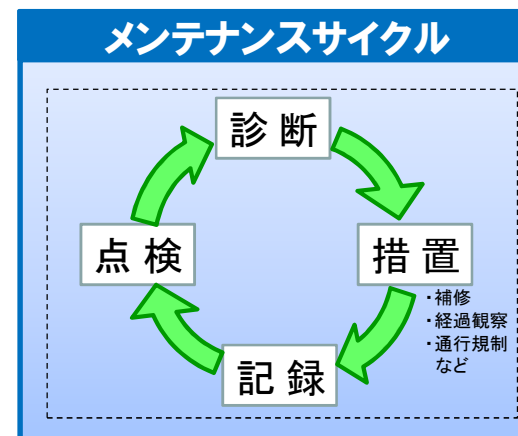 メンテナンスサイクル
診断
点検
措置
・補修
・経過観察
・通行規制
など
記録